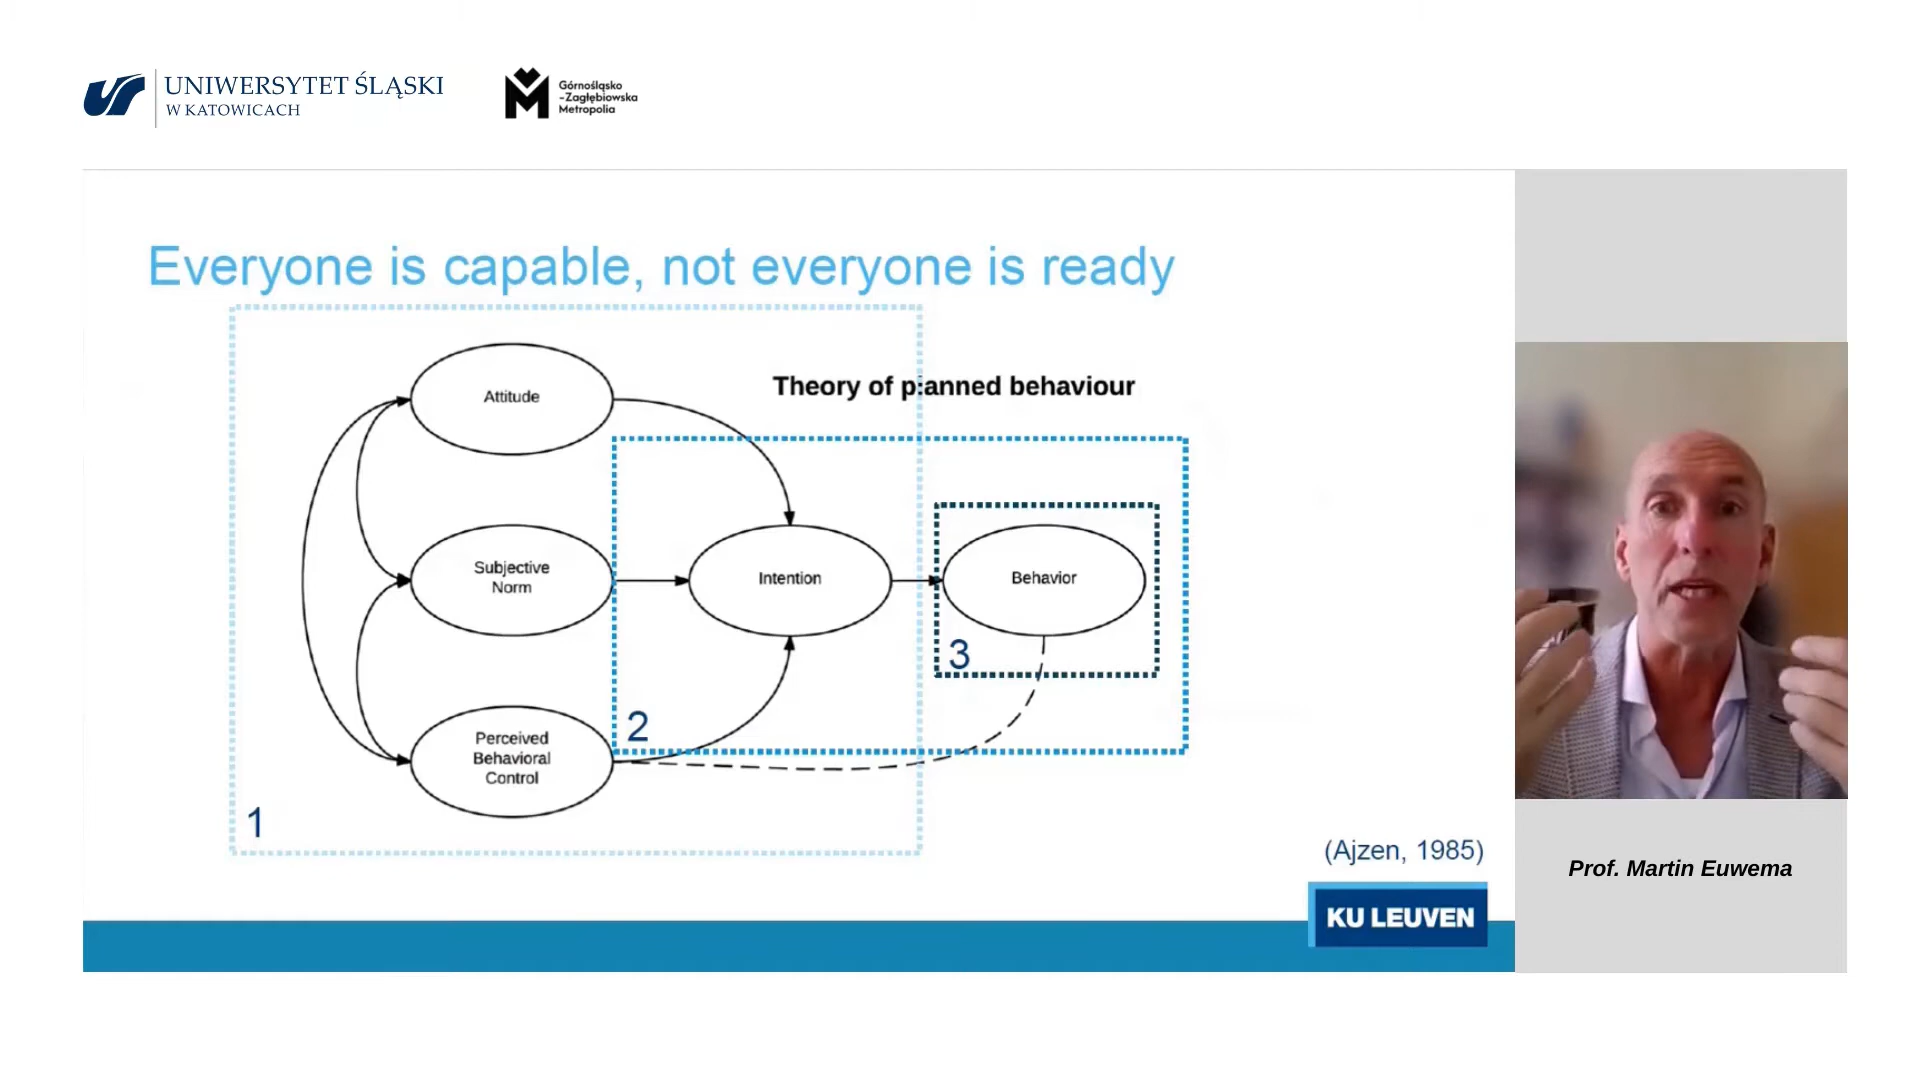 UNIWERSYTET ŚLĄSKI
W KATOWICACH
Górnośląsko
-Zagłębiowska
Metropolia
Everyone is capable, not everyone is ready
Theory of planned behaviour
Attitude
Subjective
Norm
Intention
Behavior
Perceived
Behavioral
Control
1
2
3
(Ajzen, 1985)
KU LEUVEN
Prof. Martin Euwema